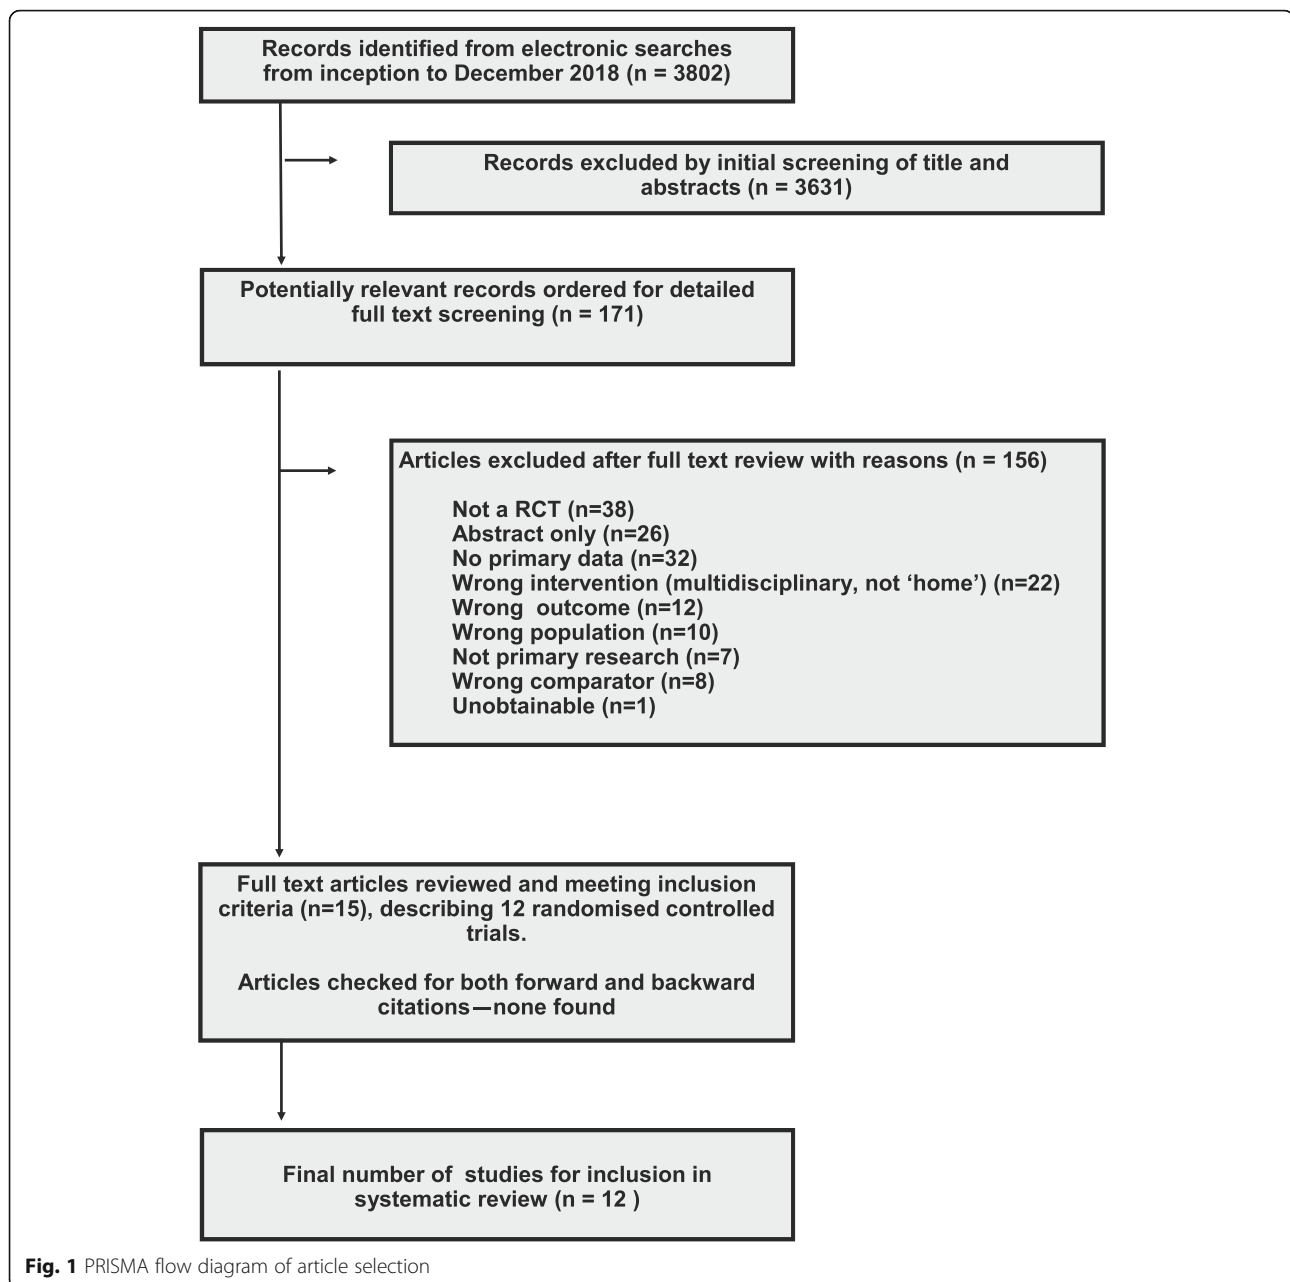 Records identified from electronic searches
from inception to December 2018 (n = 3802)
Records excluded by initial screening of title and
abstracts (n = 3631)
Potentially relevant records ordered for detailed
full text screening (n = 171)
Articles excluded after full text review with reasons (n = 156)
Not a RCT (n=38)
Abstract only (n=26)
No primary data (n=32)
Wrong intervention (multidisciplinary, not ‘home’) (n=22)
Wrong  outcome (n=12)
Wrong population (n=10)
Not primary research (n=7)
Wrong comparator (n=8)
Unobtainable (n=1)
Full text articles reviewed and meeting inclusion
criteria (n=15), describing 12 randomised controlled
trials.
Articles checked for both forward and backward
citations—none found
Final number of  studies for inclusion in
systematic review (n = 12 )
Fig. 1 PRISMA flow diagram of article selection